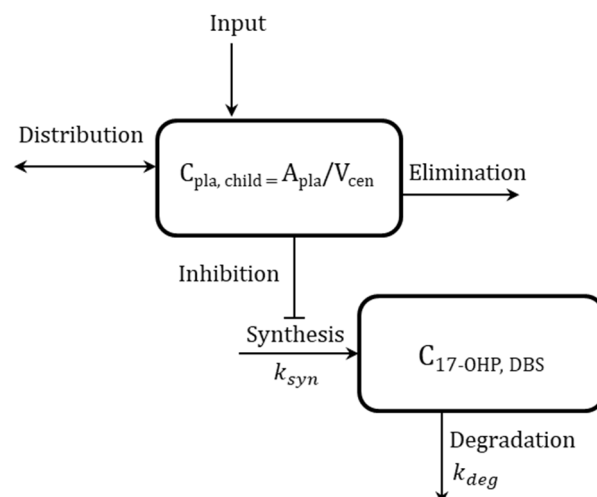 Input
Distribution
C_pla, child = A_pla/V_cen
Elimination
Inhibition
Synthesis
k_syn
C_17-OHP, DBS
Degradation
k_deg